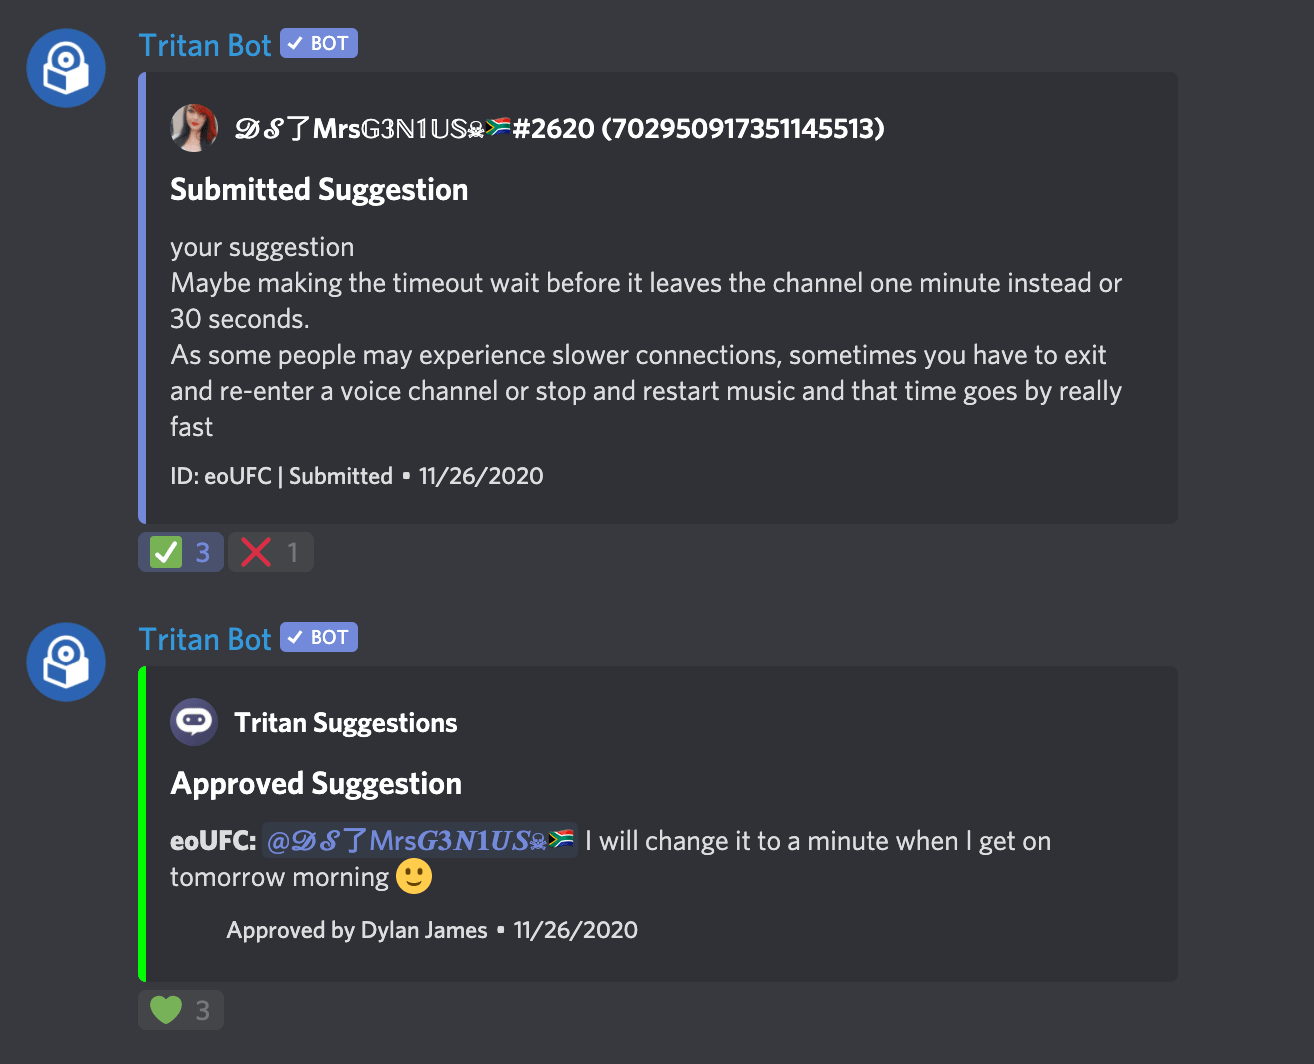 Tritan Bot ✓ BOT
𝓓𝓢了Mrs𝔾𝟛ℕ𝟙𝕌𝕊☠🇿🇦#2620 (702950917351145513)
Submitted Suggestion
your suggestion
Maybe making the timeout wait before it leaves the channel one minute instead or
30 seconds.
As some people may experience slower connections, sometimes you have to exit
and re-enter a voice channel or stop and restart music and that time goes by really
fast
ID: eoUFC | Submitted • 11/26/2020
✅ 3 ❌ 1
Tritan Bot ✓ BOT
Tritan Suggestions
Approved Suggestion
eoUFC: @𝓓𝓢了Mrs𝑮𝟑𝑵𝟏𝑼𝑺☠🇿🇦 I will change it to a minute when I get on
tomorrow morning 🙂
Approved by Dylan James • 11/26/2020
💚 3